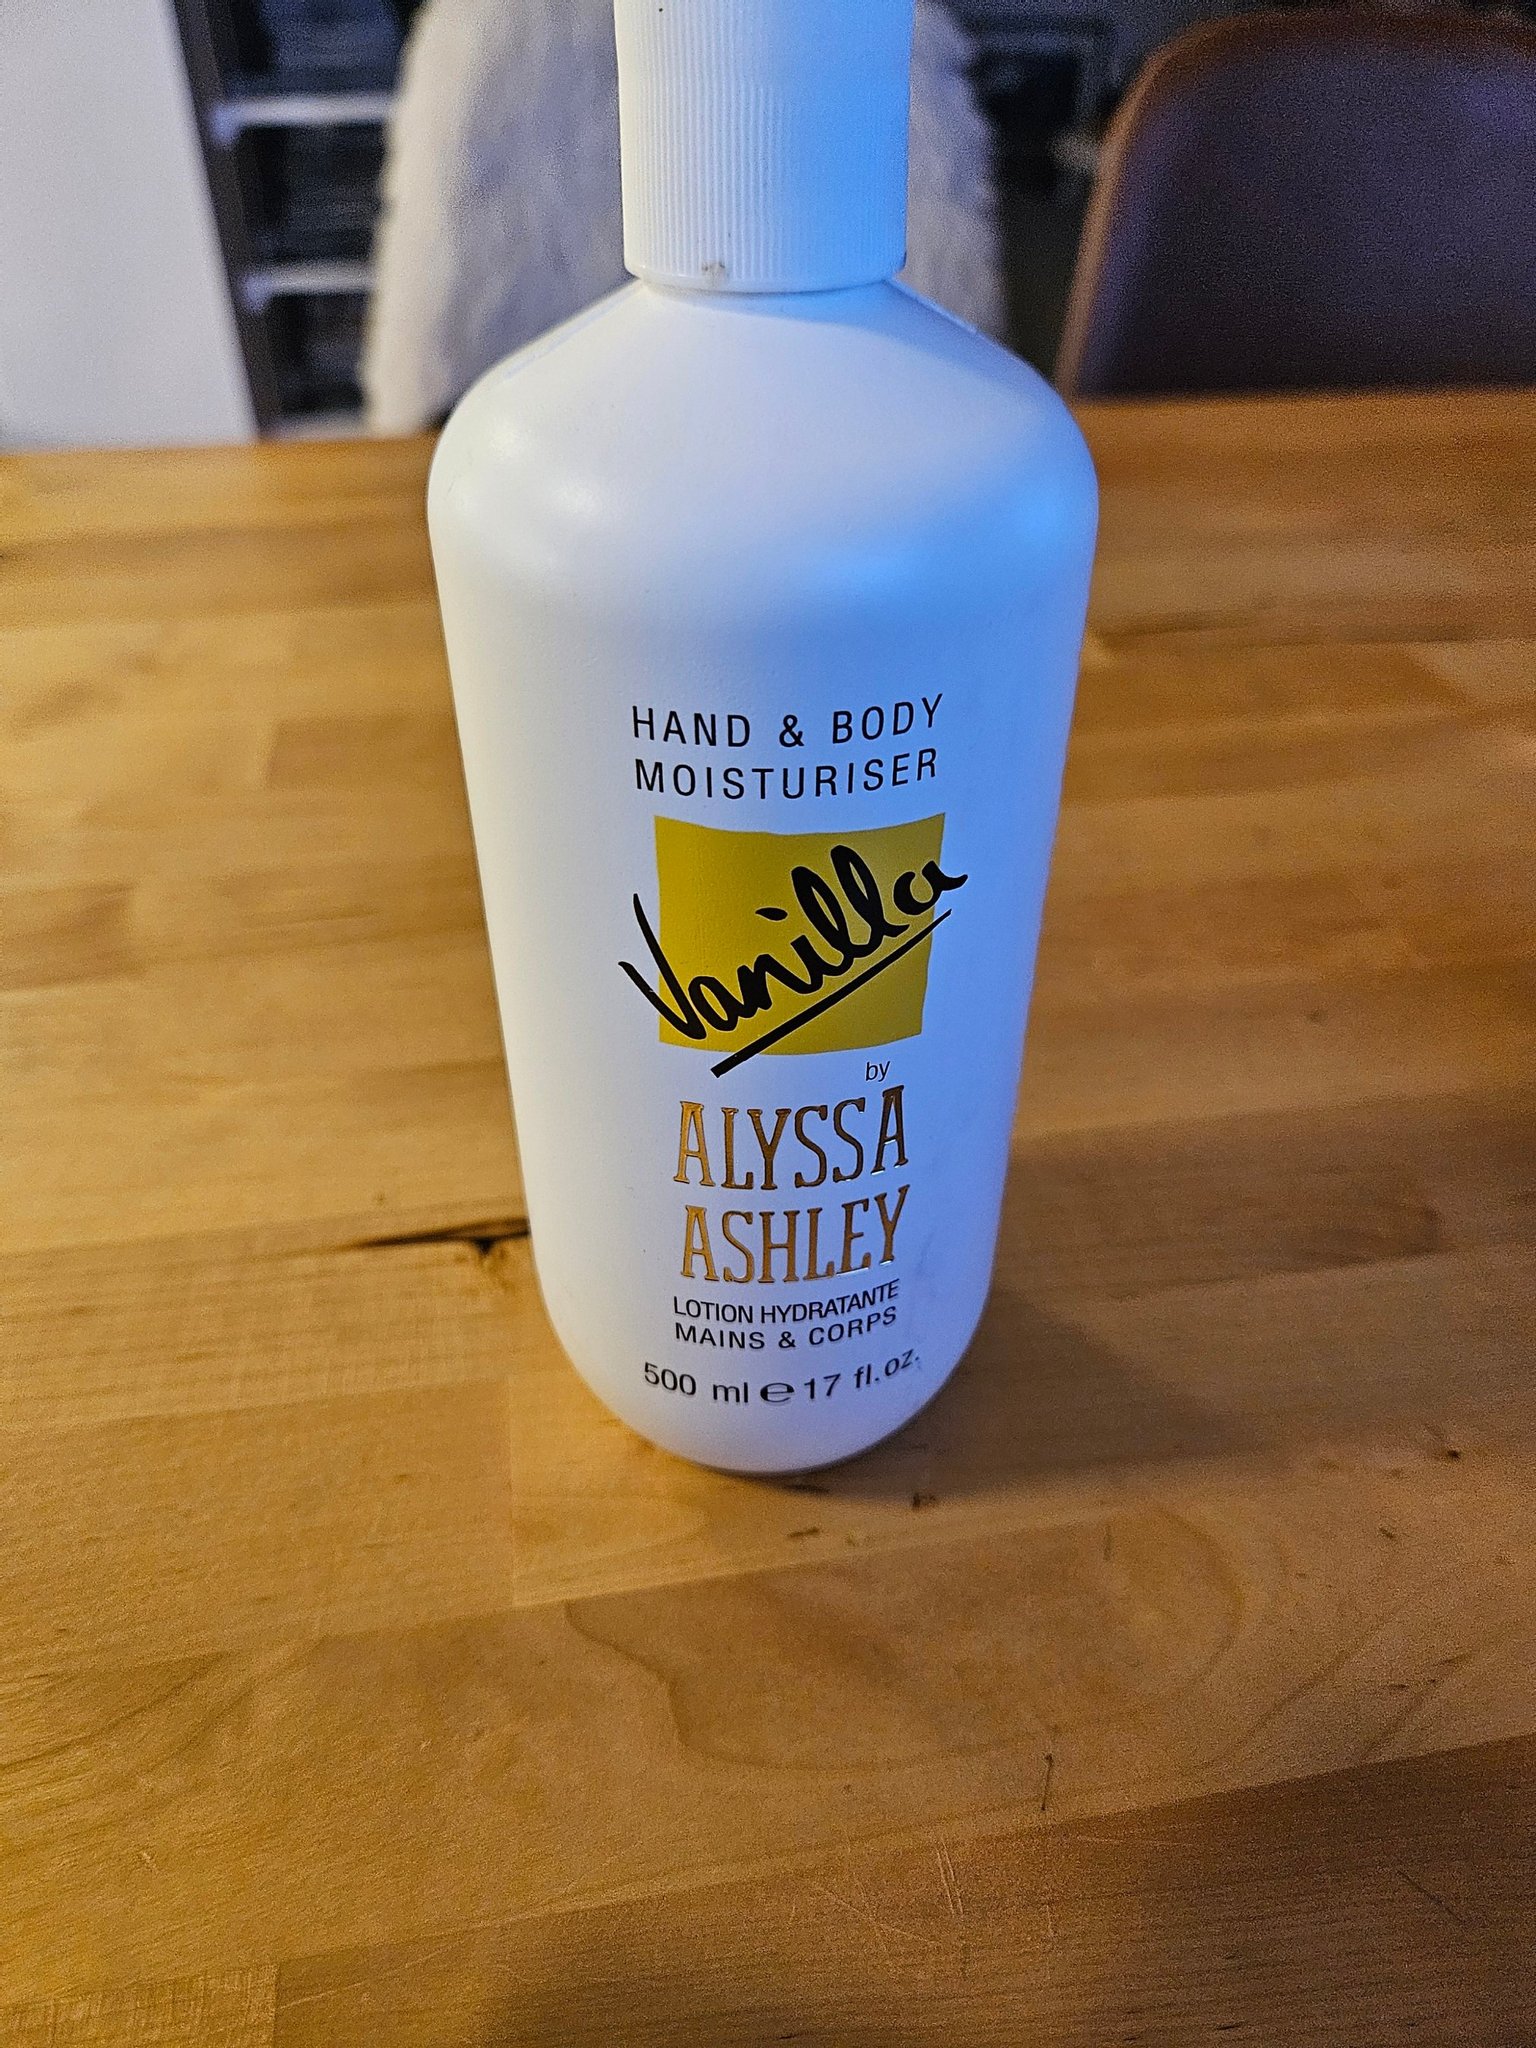 HAND & BODY
MOISTURISER
Vanilla
by
ALYSSA
ASHLEY
LOTION HYDRATANTE
MAINS & CORPS
500 ml e 17 fl.oz.